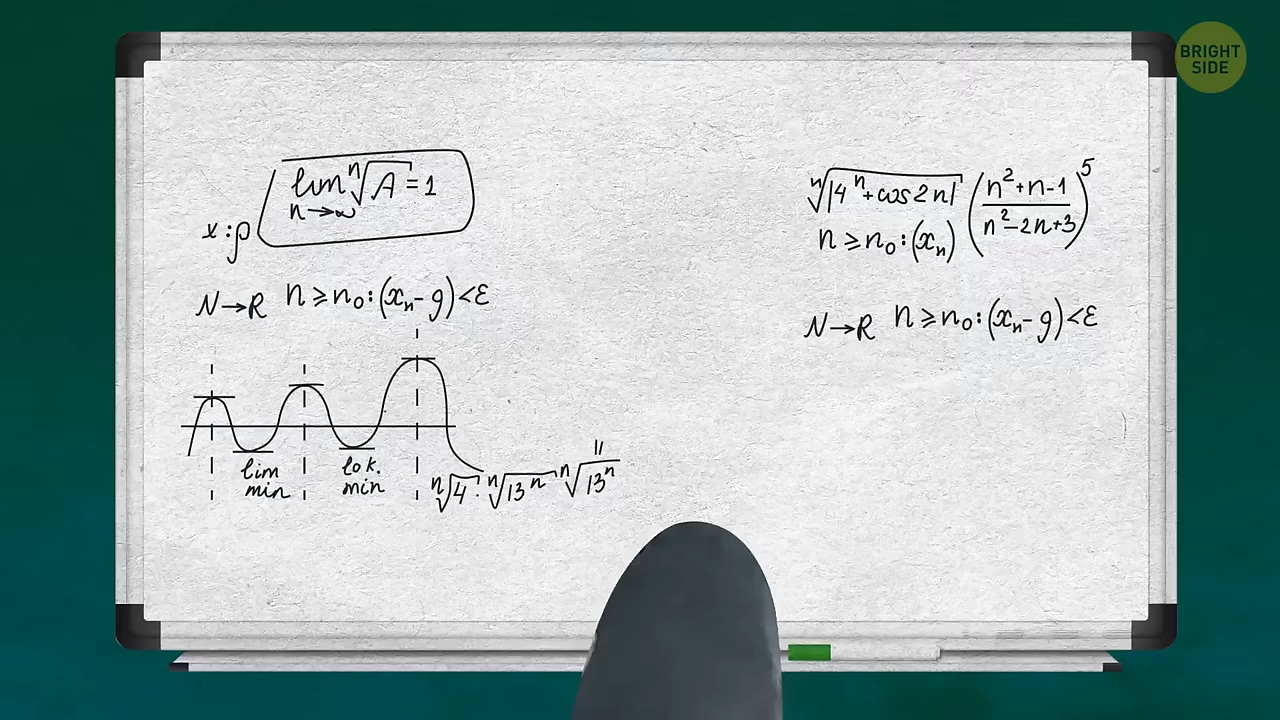 BRIGHT
SIDE
lim ⁿ√A = 1
n→∞
x:p
N→R n ≥ n₀: (xₙ - g) < ε
lim
min
lok.
min
ⁿ√4 · ⁿ√13ⁿ ⁿ√13ⁿ
ⁿ√|4ⁿ + cos 2n| ((n²+n-1)/(n²-2n+3))⁵
n ≥ n₀: (xₙ)
N→R n ≥ n₀: (xₙ - g) < ε